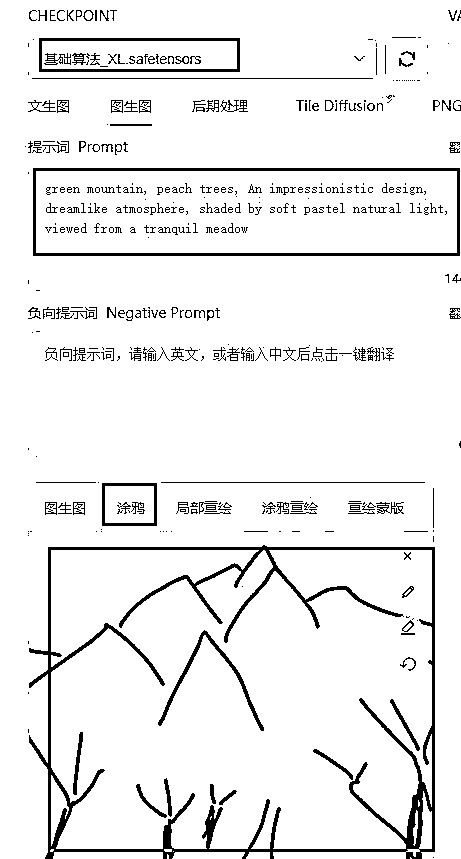 CHECKPOINT
VA
基础算法_XL.safetensors
文生图 图生图 后期处理 Tile Diffusion PNG
提示词 Prompt
green mountain, peach trees, An impressionistic design,
dreamlike atmosphere, shaded by soft pastel natural light,
viewed from a tranquil meadow
14
负向提示词 Negative Prompt
负向提示词，请输入英文，或者输入中文后点击一键翻译
图生图 涂鸦 局部重绘 涂鸦重绘 重绘蒙版